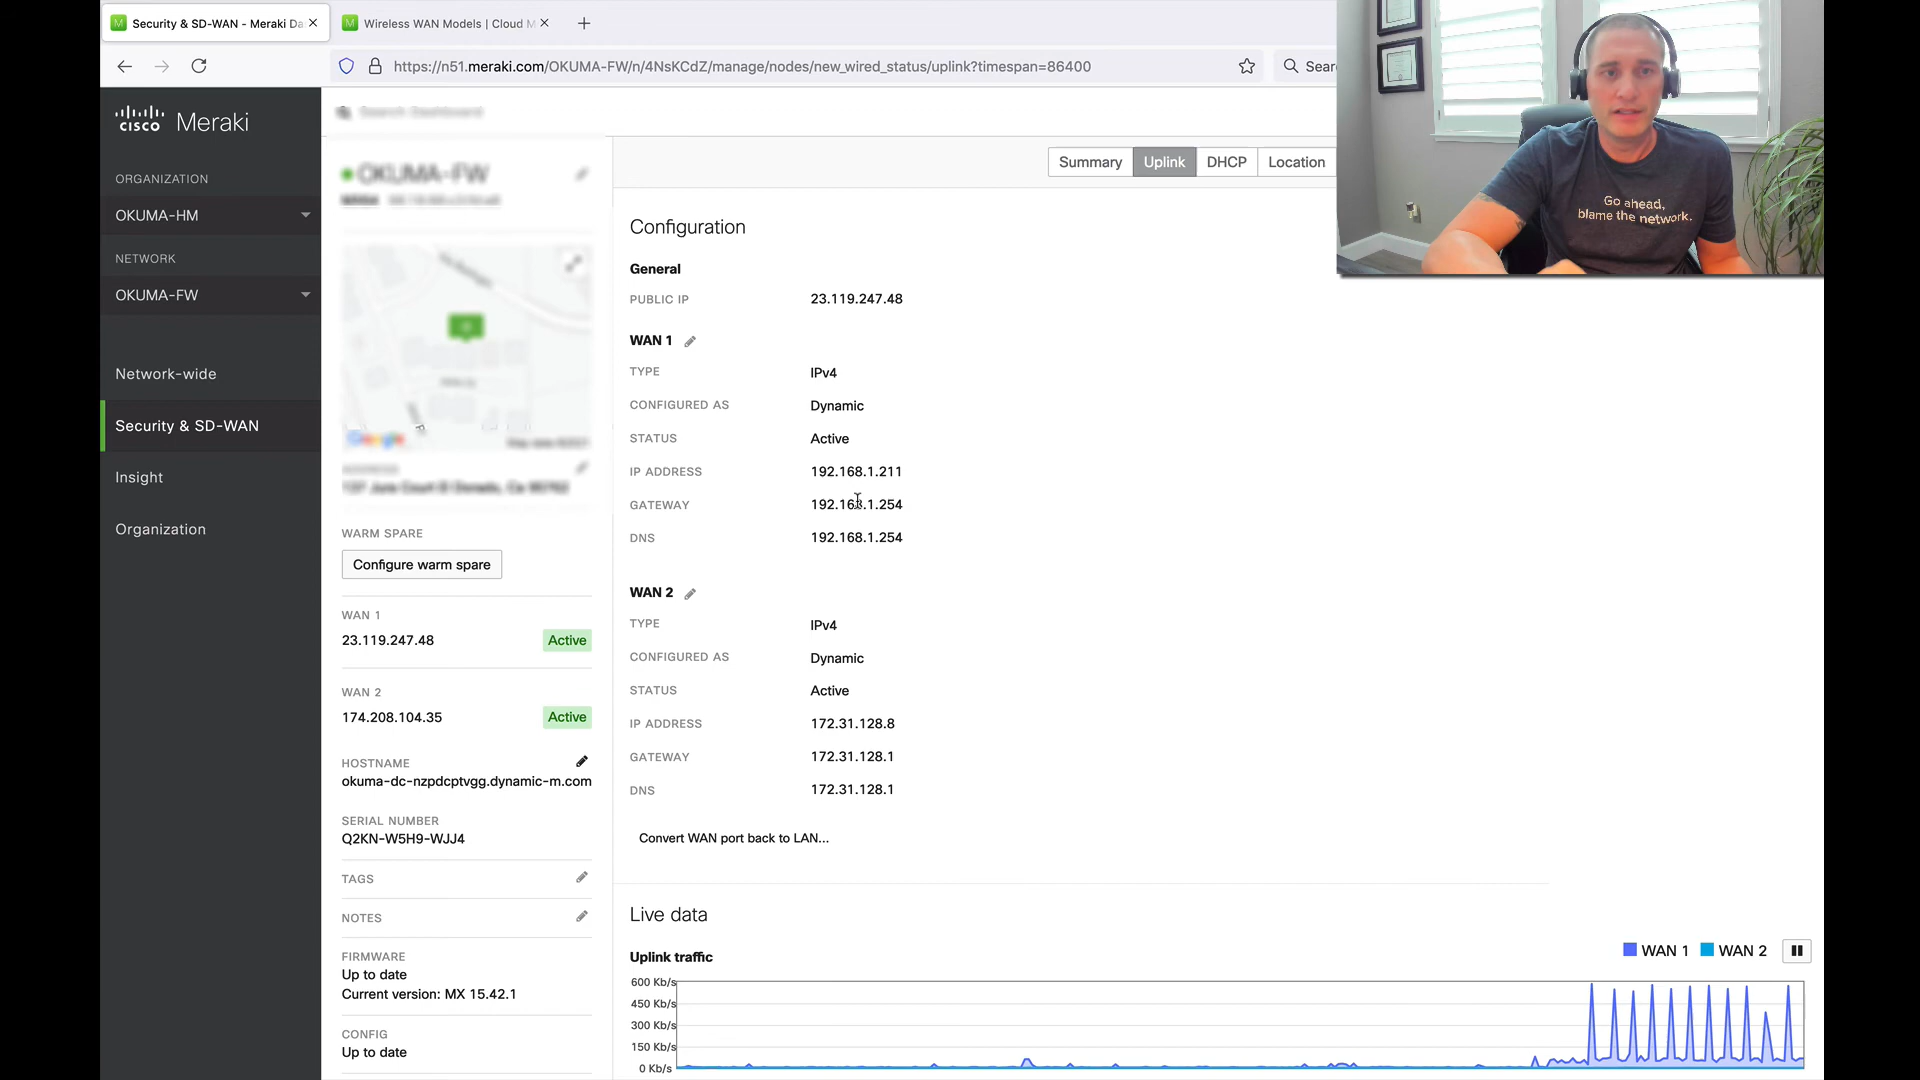 Security & SD-WAN - Meraki Da
Wireless WAN Models | Cloud M
https://n51.meraki.com/OKUMA-FW/n/4NsKCdZ/manage/nodes/new_wired_status/uplink?timespan=86400
Sear
CISCO Meraki
Search Dashboard
ORGANIZATION
OKUMA-HM
NETWORK
OKUMA-FW
Network-wide
Security & SD-WAN
Insight
Organization
OKUMA-FW
Google
ADDRESS
WARM SPARE
Configure warm spare
WAN 1
23.119.247.48 Active
WAN 2
174.208.104.35 Active
HOSTNAME
okuma-dc-nzpdcptvgg.dynamic-m.com
SERIAL NUMBER
Q2KN-W5H9-WJJ4
TAGS
NOTES
FIRMWARE
Up to date
Current version: MX 15.42.1
CONFIG
Up to date
Summary Uplink DHCP Location
Configuration
General
PUBLIC IP 23.119.247.48
WAN 1
TYPE IPv4
CONFIGURED AS Dynamic
STATUS Active
IP ADDRESS 192.168.1.211
GATEWAY 192.168.1.254
DNS 192.168.1.254
WAN 2
TYPE IPv4
CONFIGURED AS Dynamic
STATUS Active
IP ADDRESS 172.31.128.8
GATEWAY 172.31.128.1
DNS 172.31.128.1
Convert WAN port back to LAN...
Live data
Uplink traffic
WAN 1 WAN 2
600 Kb/s
450 Kb/s
300 Kb/s
150 Kb/s
0 Kb/s
Go ahead,
blame the network.